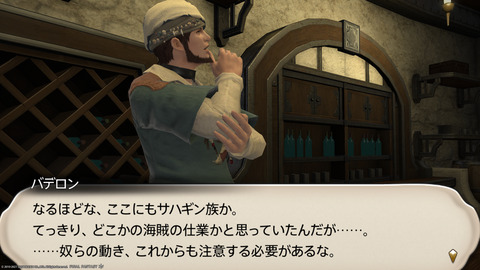 バデロン
なるほどな、ここにもサハギン族か。
てっきり、どこかの海賊の仕業かと思っていたんだが……。
……奴らの動き、これからも注意する必要があるな。
FINAL FANTASY XIV